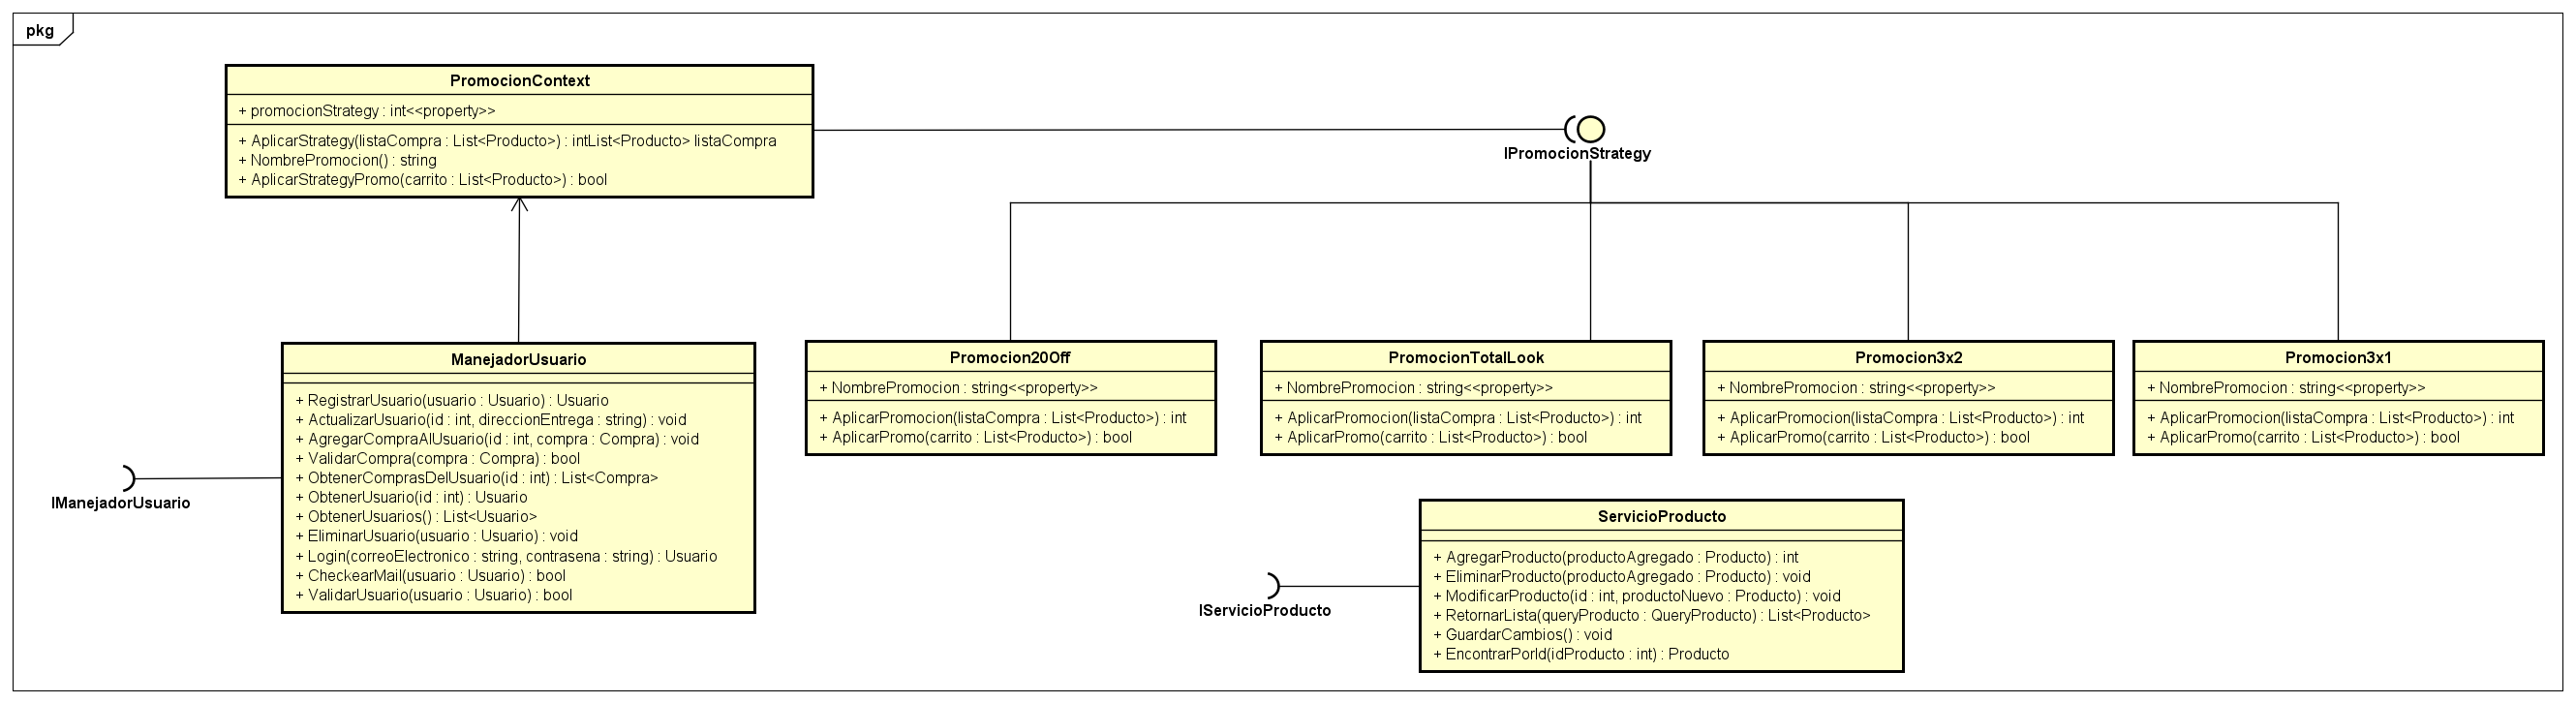 pkg
PromocionContext
+ promocionStrategy : int<<property>>
+ AplicarStrategy(listaCompra : List<Producto>) : intList<Producto> listaCompra
+ NombrePromocion() : string
+ AplicarStrategyPromo(carrito : List<Producto>) : bool
IPromocionStrategy
ManejadorUsuario
+ RegistrarUsuario(usuario : Usuario) : Usuario
+ ActualizarUsuario(id : int, direccionEntrega : string) : void
+ AgregarCompraAlUsuario(id : int, compra : Compra) : void
+ ValidarCompra(compra : Compra) : bool
+ ObtenerComprasDelUsuario(id : int) : List<Compra>
+ ObtenerUsuario(id : int) : Usuario
+ ObtenerUsuarios() : List<Usuario>
+ EliminarUsuario(usuario : Usuario) : void
+ Login(correoElectronico : string, contrasena : string) : Usuario
+ CheckearMail(usuario : Usuario) : bool
+ ValidarUsuario(usuario : Usuario) : bool
IManejadorUsuario
Promocion20Off
+ NombrePromocion : string<<property>>
+ AplicarPromocion(listaCompra : List<Producto>) : int
+ AplicarPromo(carrito : List<Producto>) : bool
PromocionTotalLook
+ NombrePromocion : string<<property>>
+ AplicarPromocion(listaCompra : List<Producto>) : int
+ AplicarPromo(carrito : List<Producto>) : bool
Promocion3x2
+ NombrePromocion : string<<property>>
+ AplicarPromocion(listaCompra : List<Producto>) : int
+ AplicarPromo(carrito : List<Producto>) : bool
Promocion3x1
+ NombrePromocion : string<<property>>
+ AplicarPromocion(listaCompra : List<Producto>) : int
+ AplicarPromo(carrito : List<Producto>) : bool
IServicioProducto
ServicioProducto
+ AgregarProducto(productoAgregado : Producto) : int
+ EliminarProducto(productoAgregado : Producto) : void
+ ModificarProducto(id : int, productoNuevo : Producto) : void
+ RetornarLista(queryProducto : QueryProducto) : List<Producto>
+ GuardarCambios() : void
+ EncontrarPorId(idProducto : int) : Producto